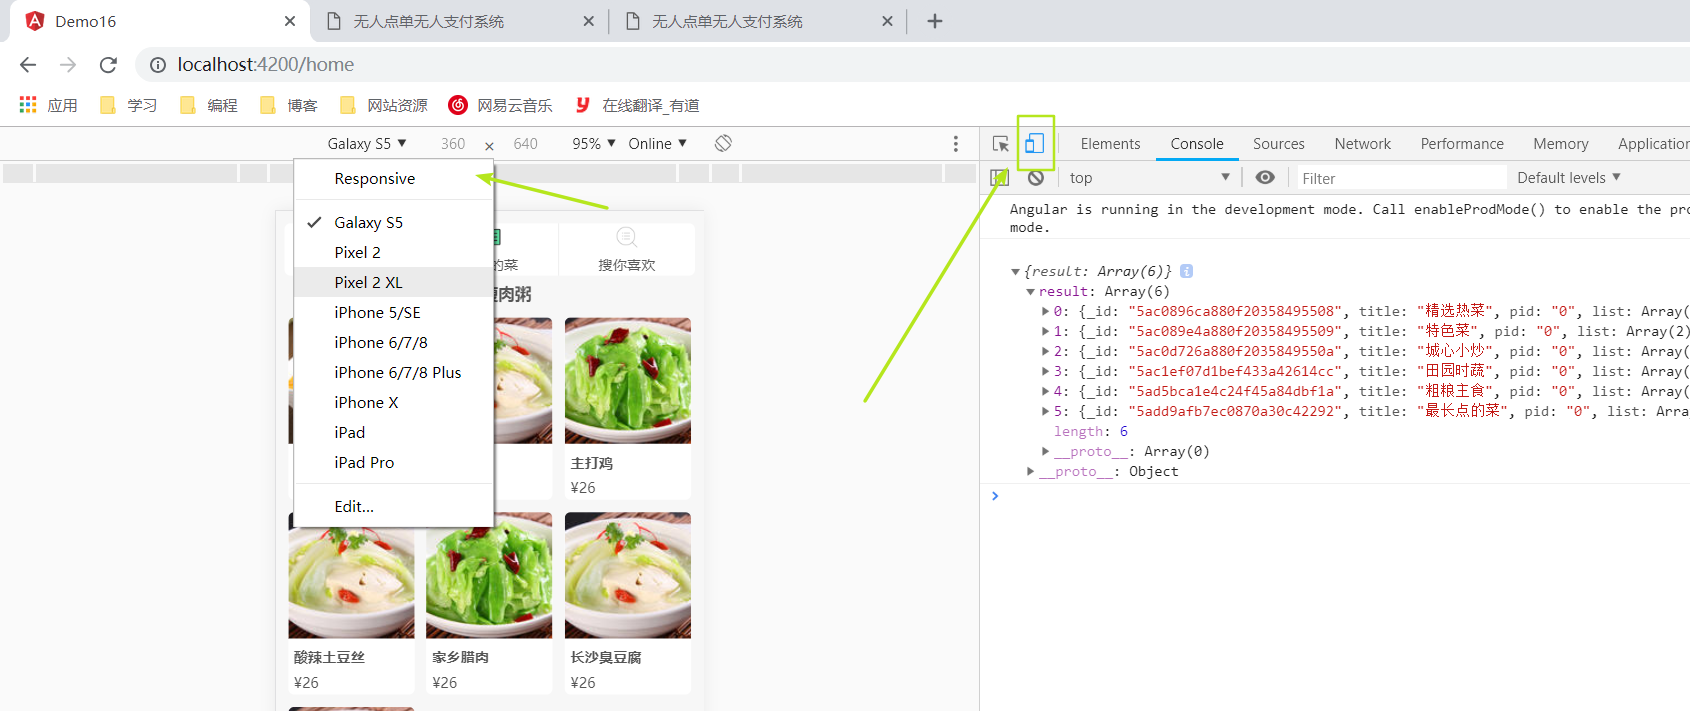 Demo16
无人点单无人支付系统
无人点单无人支付系统
localhost:4200/home
应用
学习
编程
博客
网站资源
网易云音乐
在线翻译_有道
Galaxy S5 ▼
360 × 640
95% ▼
Online ▼
Elements
Console
Sources
Network
Performance
Memory
Application
top
Filter
Default levels ▼
Responsive
Galaxy S5
Pixel 2
Pixel 2 XL
iPhone 5/SE
iPhone 6/7/8
iPhone 6/7/8 Plus
iPhone X
iPad
iPad Pro
Edit...
的菜
搜你喜欢
肉粥
主打鸡
¥26
酸辣土豆丝
¥26
家乡腊肉
¥26
长沙臭豆腐
¥26
Angular is running in the development mode. Call enableProdMode() to enable the pro
mode.
▼{result: Array(6)}
▼result: Array(6)
▶0: {_id: "5ac0896ca880f20358495508", title: "精选热菜", pid: "0", list: Array(
▶1: {_id: "5ac089e4a880f20358495509", title: "特色菜", pid: "0", list: Array(2)
▶2: {_id: "5ac0d726a880f2035849550a", title: "城心小炒", pid: "0", list: Array(
▶3: {_id: "5ac1ef07d1bef433a42614cc", title: "田园时蔬", pid: "0", list: Array(
▶4: {_id: "5ad5bca1e4c24f45a84dbf1a", title: "粗粮主食", pid: "0", list: Array(
▶5: {_id: "5add9afb7ec0870a30c42292", title: "最长点的菜", pid: "0", list: Arra
length: 6
▶__proto__: Array(0)
▶__proto__: Object